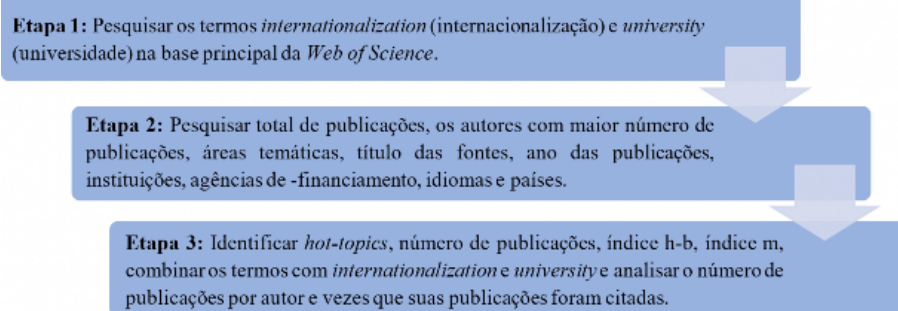 Etapa 1: Pesquisar os termos internationalization (internacionalização) e university
(universidade) na base principal da Web of Science.
Etapa 2: Pesquisar total de publicações, os autores com maior número de
publicações, áreas temáticas, título das fontes, ano das publicações,
instituições, agências de -financiamento, idiomas e países.
Etapa 3: Identificar hot-topics, número de publicações, índice h-b, índice m,
combinar os termos com internationalization e university e analisar o número de
publicações por autor e vezes que suas publicações foram citadas.